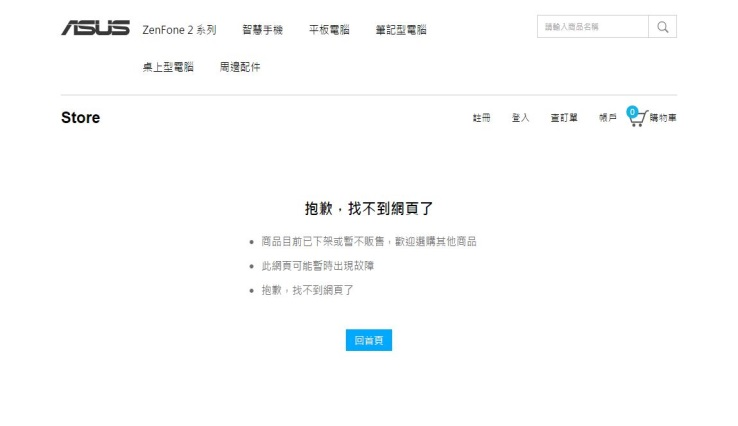 ASUS ZenFone 2 系列 智慧手機 平板電腦 筆記型電腦 請輸入商品名稱
桌上型電腦 周邊配件
Store 註冊 登入 查訂單 帳戶 0 購物車
抱歉，找不到網頁了
• 商品目前已下架或暫不販售，歡迎選購其他商品
• 此網頁可能暫時出現故障
• 抱歉，找不到網頁了
回首頁